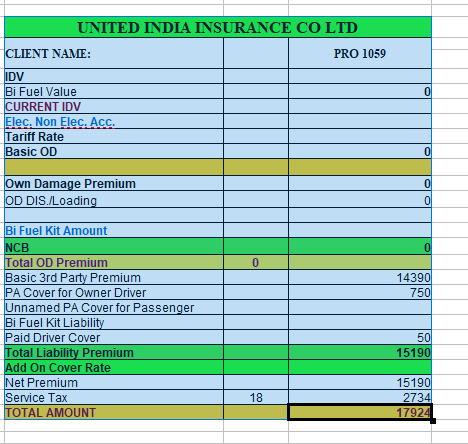 UNITED INDIA INSURANCE CO LTD
CLIENT NAME: PRO 1059
IDV
Bi Fuel Value 0
CURRENT IDV
Elec, Non Elec. Acc.
Tariff Rate
Basic OD 0
Own Damage Premium 0
OD DIS./Loading 0
Bi Fuel Kit Amount
NCB 0
Total OD Premium 0
Basic 3rd Party Premium 14390
PA Cover for Owner Driver 750
Unnamed PA Cover for Passenger
Bi Fuel Kit Liability
Paid Driver Cover 50
Total Liability Premium 15190
Add On Cover Rate
Net Premium 15190
Service Tax 18 2734
TOTAL AMOUNT 17924